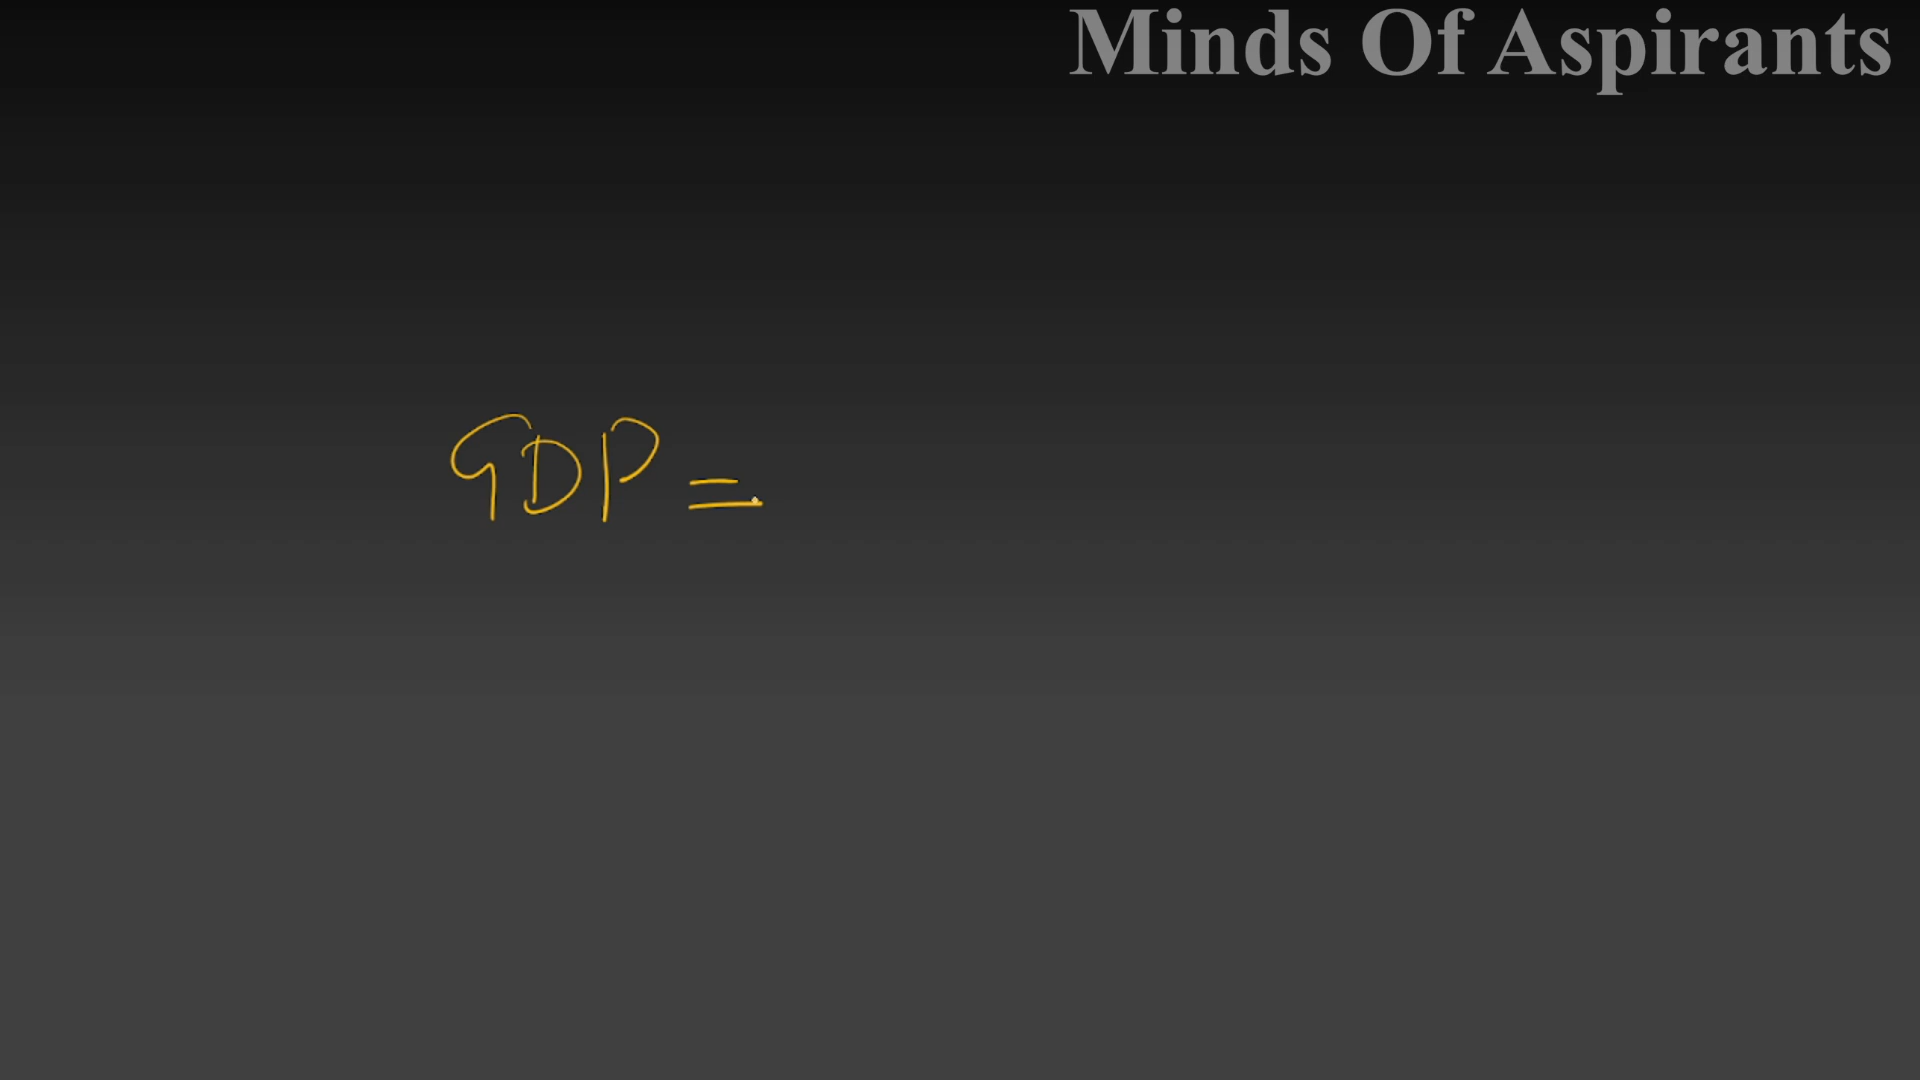 Minds Of Aspirants
GDP =